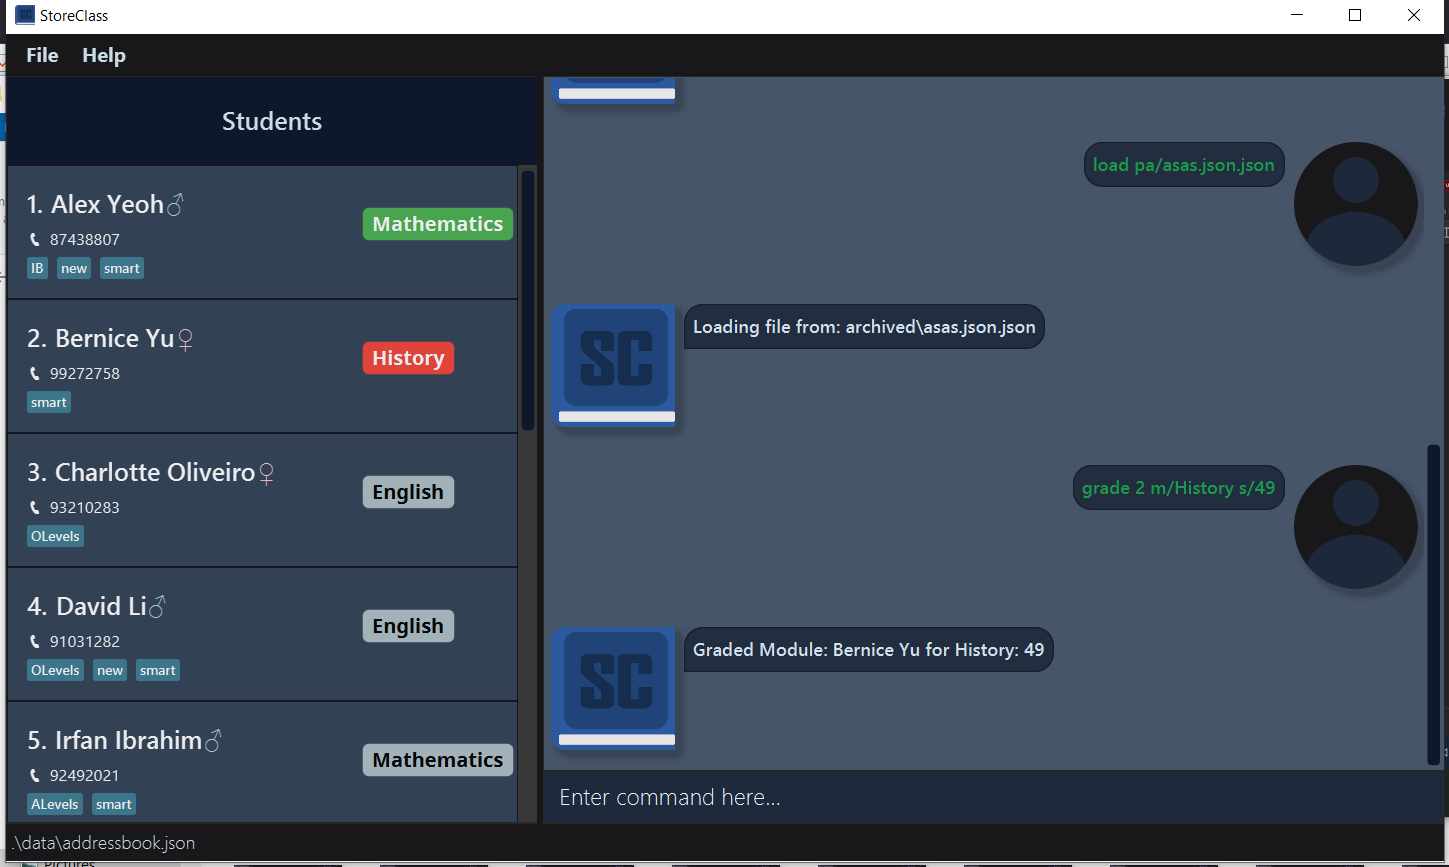 StoreClass
File Help
Students
1. Alex Yeoh♂
87438807
Mathematics
IB new smart
2. Bernice Yu♀
99272758
History
smart
3. Charlotte Oliveiro♀
93210283
English
OLevels
4. David Li♂
91031282
English
OLevels new smart
5. Irfan Ibrahim♂
92492021
Mathematics
ALevels smart
load pa/asas.json.json
SC
Loading file from: archived\asas.json.json
grade 2 m/History s/49
SC
Graded Module: Bernice Yu for History: 49
Enter command here...
.\data\addressbook.json
Pictures